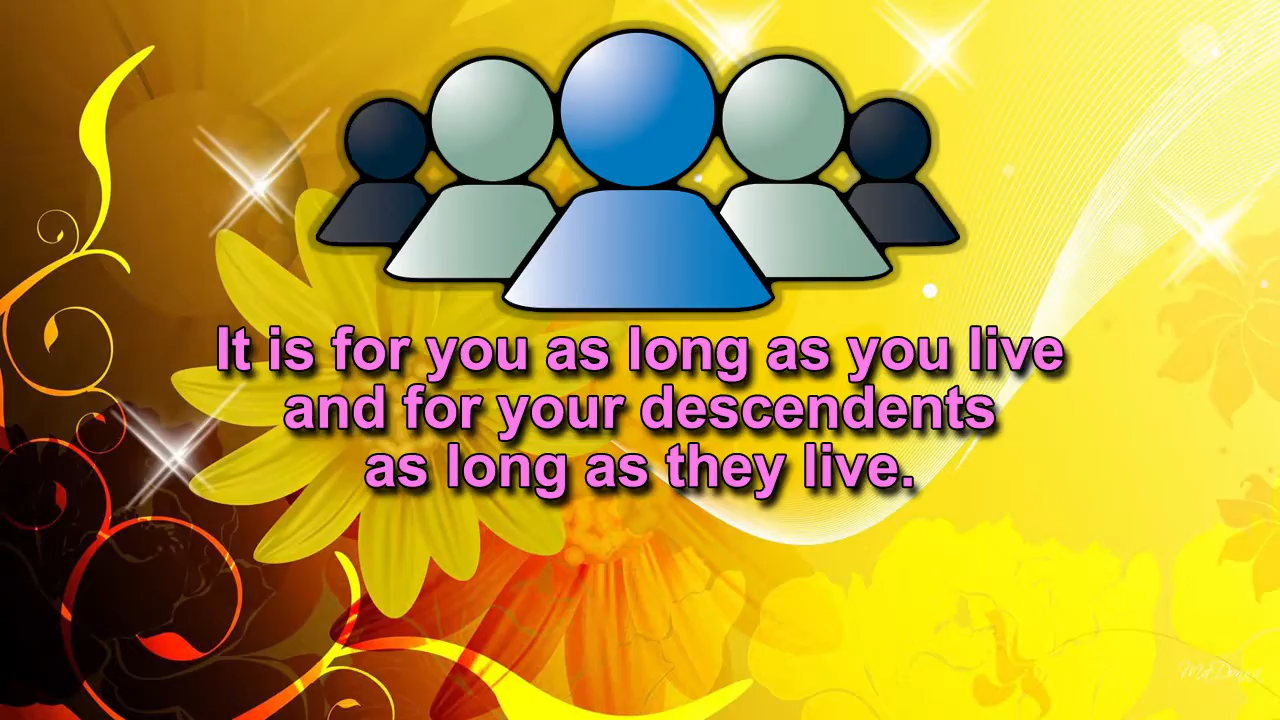 It is for you as long as you live
and for your descendents
as long as they live.